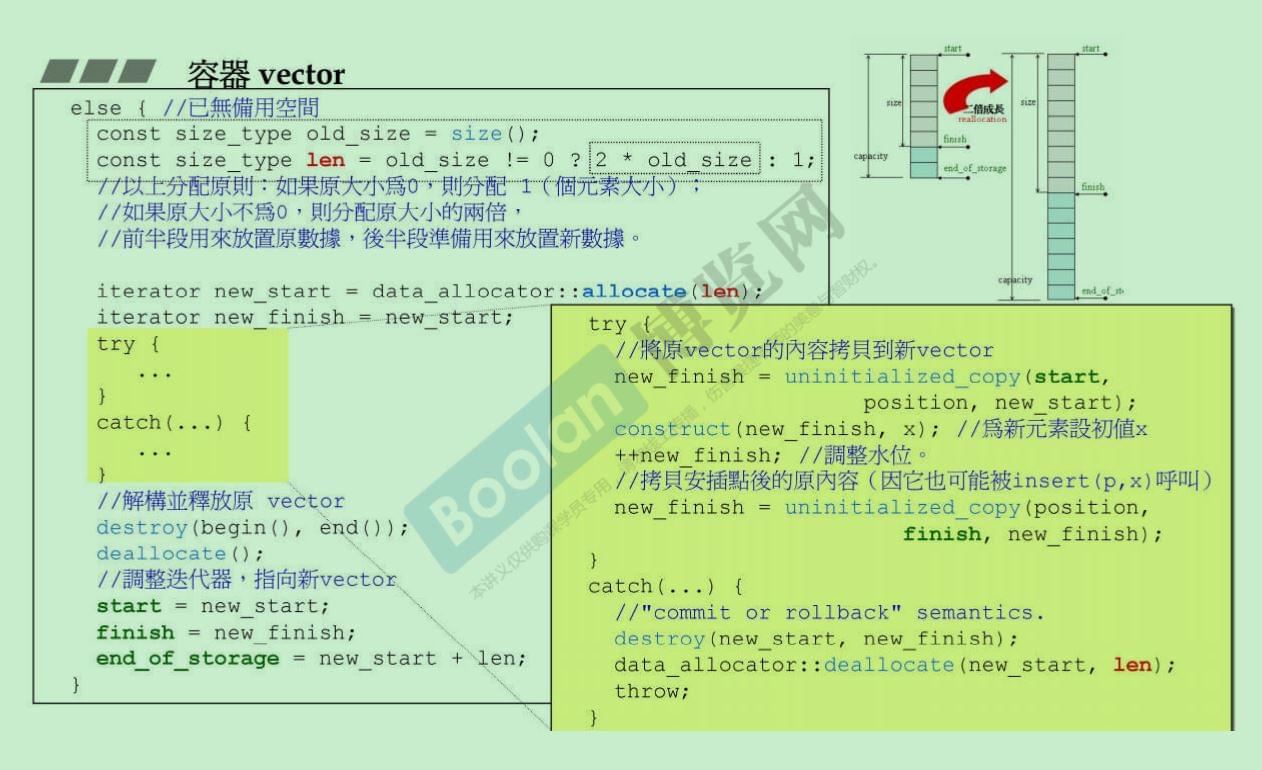 容器 vector
else { //已無備用空間
const size_type old_size = size();
const size_type len = old_size != 0 ? 2 * old_size : 1;
//以上分配原則：如果原大小爲0，則分配 1（個元素大小）；
//如果原大小不爲0，則分配原大小的兩倍，
//前半段用來放置原數據，後半段準備用來放置新數據。
iterator new_start = data_allocator::allocate(len);
iterator new_finish = new_start;
try {
...
}
catch(...) {
...
}
//解構並釋放原 vector
destroy(begin(), end());
deallocate();
//調整迭代器，指向新vector
start = new_start;
finish = new_finish;
end_of_storage = new_start + len;
}
try {
//將原vector的內容拷貝到新vector
new_finish = uninitialized_copy(start,
position, new_start);
construct(new_finish, x); //爲新元素設初值x
++new_finish; //調整水位。
//拷貝安插點後的原內容（因它也可能被insert(p,x)呼叫）
new_finish = uninitialized_copy(position,
finish, new_finish);
}
catch(...) {
//"commit or rollback" semantics.
destroy(new_start, new_finish);
data_allocator::deallocate(new_start, len);
throw;
}
start
size
finish
capacity
end_of_storage
二倍成長
reallocation
start
size
finish
capacity
end_of_st
Boolan 博览网